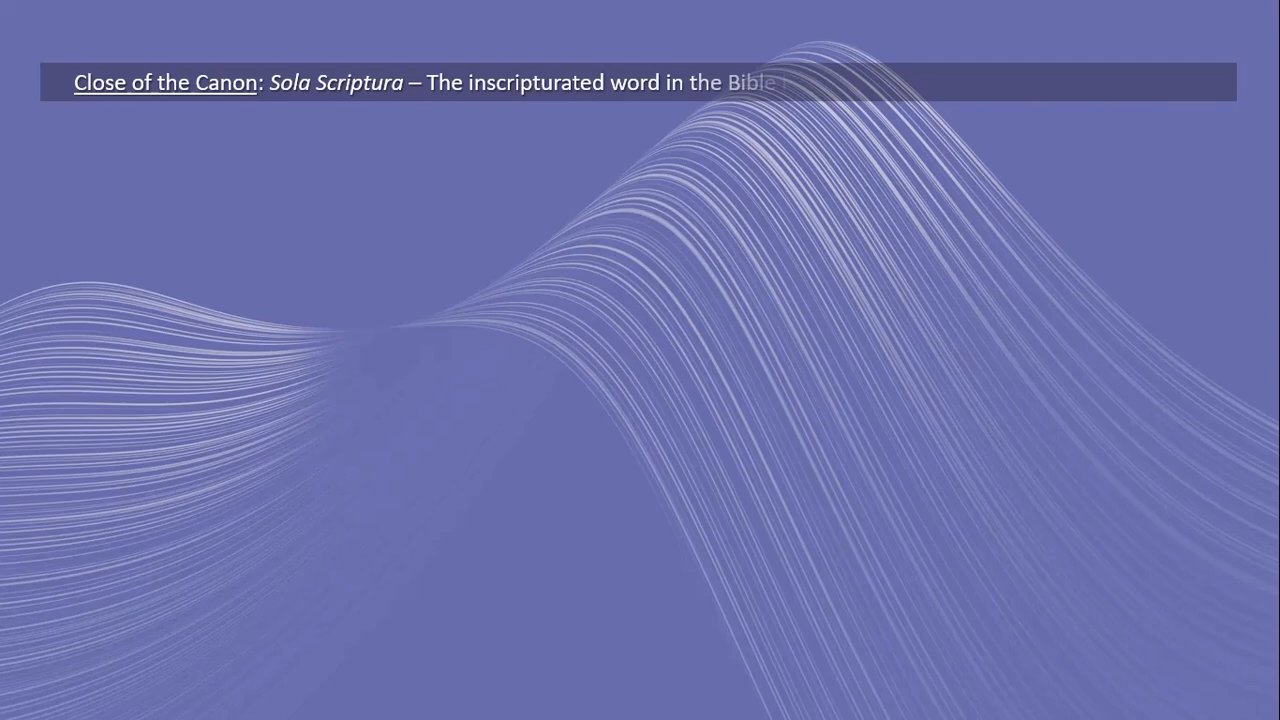 Close of the Canon: Sola Scriptura – The inscripturated word in the Bible